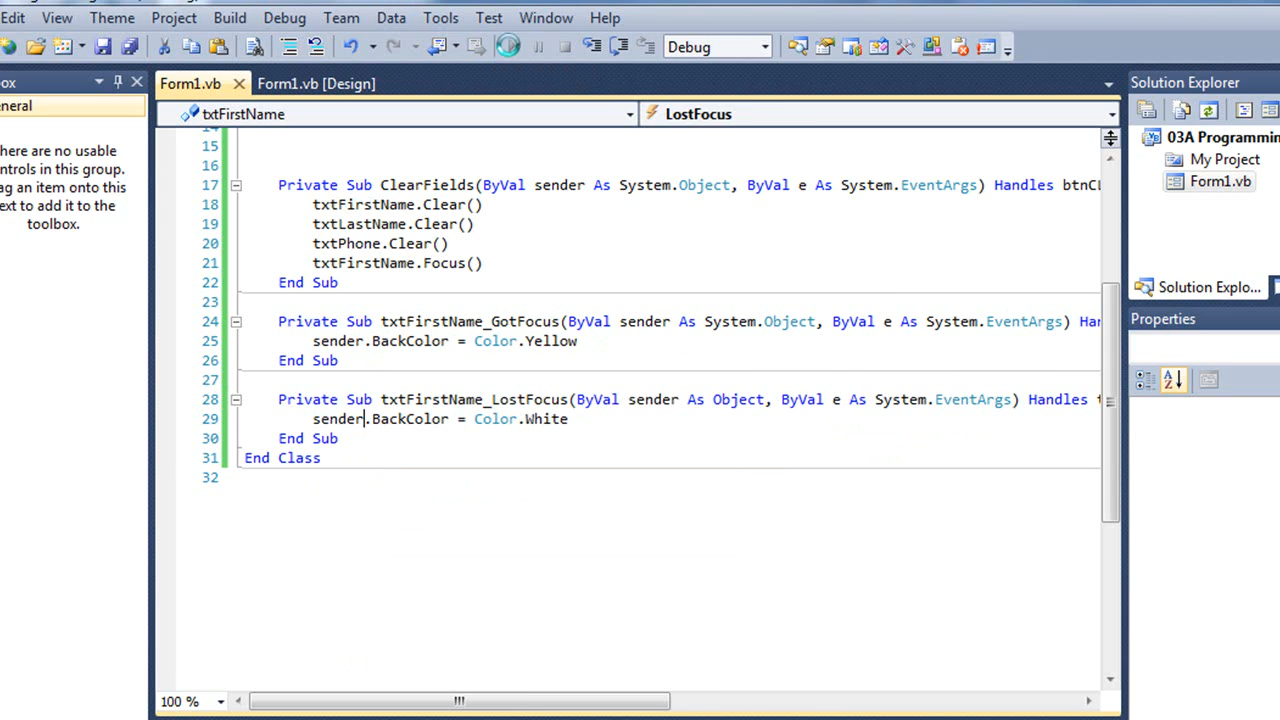 Edit View Theme Project Build Debug Team Data Tools Test Window Help
Debug
Form1.vb Form1.vb [Design]
Solution Explorer
txtFirstName LostFocus
15
16
17 Private Sub ClearFields(ByVal sender As System.Object, ByVal e As System.EventArgs) Handles btnCL
18 txtFirstName.Clear()
19 txtLastName.Clear()
20 txtPhone.Clear()
21 txtFirstName.Focus()
22 End Sub
23
24 Private Sub txtFirstName_GotFocus(ByVal sender As System.Object, ByVal e As System.EventArgs) Han
25 sender.BackColor = Color.Yellow
26 End Sub
27
28 Private Sub txtFirstName_LostFocus(ByVal sender As Object, ByVal e As System.EventArgs) Handles t
29 sender.BackColor = Color.White
30 End Sub
31 End Class
32
100 %
ox
eneral
here are no usable
ntrols in this group.
ag an item onto this
ext to add it to the
toolbox.
03A Programmin
My Project
Form1.vb
Solution Explo...
Properties